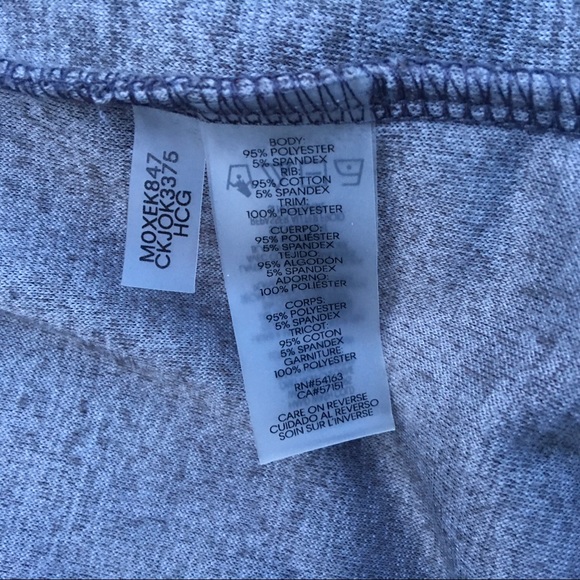 M0XEK847
CKJOK3375
HCG
BODY:
95% POLYESTER
5% SPANDEX
RIB:
95% COTTON
5% SPANDEX
TRIM:
100% POLYESTER
CUERPO:
95% POLIÉSTER
5% SPANDEX
TEJIDO:
95% ALGODÓN
5% SPANDEX
ADORNO:
100% POLIÉSTER
CORPS:
95% POLYESTER
5% SPANDEX
TRICOT:
95% COTON
5% SPANDEX
GARNITURE
100% POLYESTER
RN#54163
CA#57151
CARE ON REVERSE
CUIDADO AL REVERSO
SOIN SUR L'INVERSE